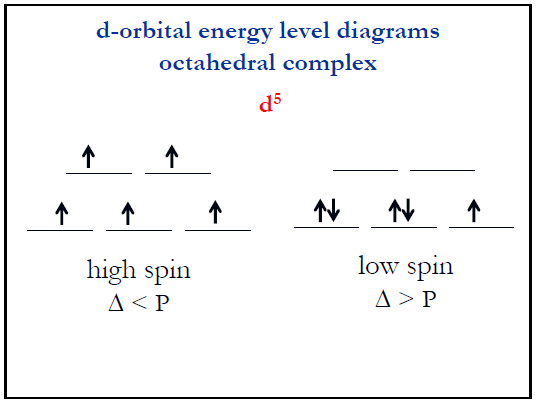 d-orbital energy level diagrams
octahedral complex
d⁵
high spin
Δ < P
low spin
Δ > P